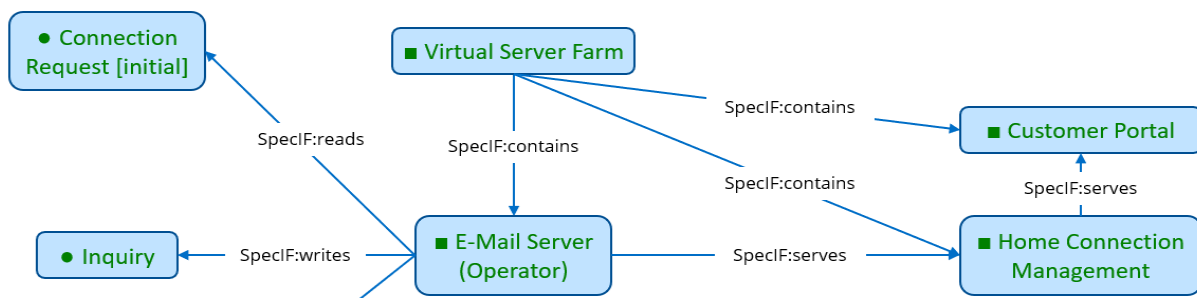 ● Connection
Request [initial]
■ Virtual Server Farm
SpecIF:contains
■ Customer Portal
SpecIF:reads
SpecIF:contains
SpecIF:contains
SpecIF:serves
● Inquiry
SpecIF:writes
■ E-Mail Server
(Operator)
SpecIF:serves
■ Home Connection
Management